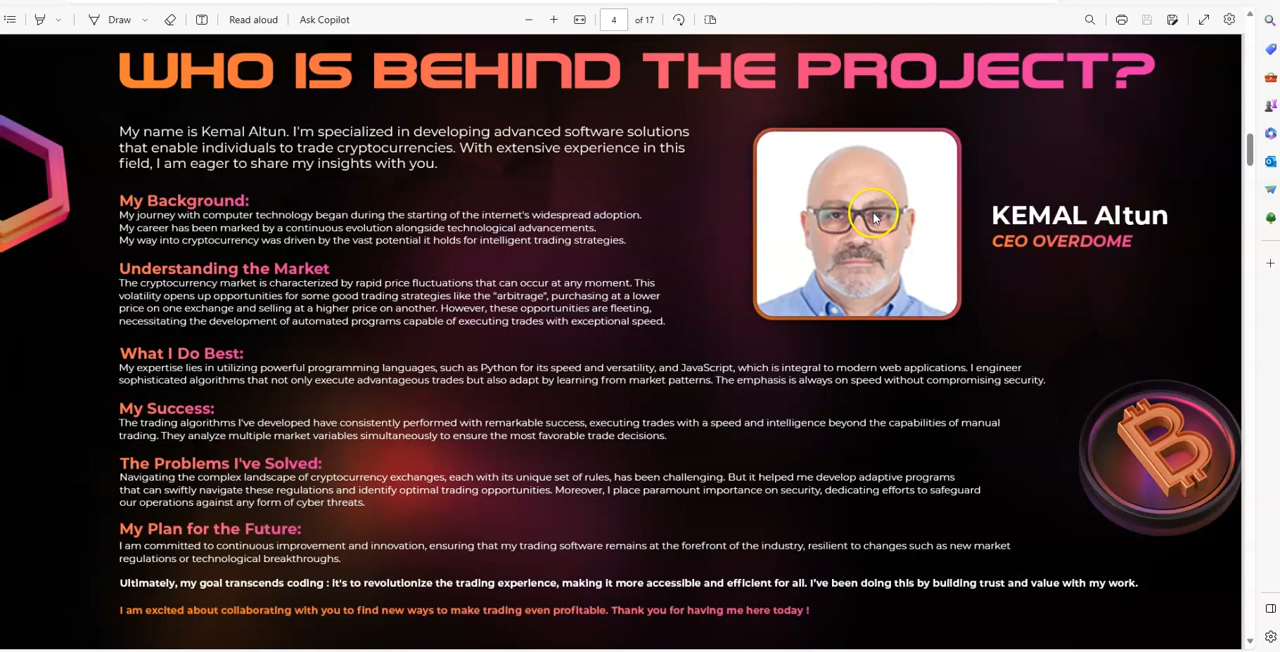 Draw
Read aloud
Ask Copilot
4 of 17
WHO IS BEHIND THE PROJECT?
My name is Kemal Altun. I'm specialized in developing advanced software solutions
that enable individuals to trade cryptocurrencies. With extensive experience in this
field, I am eager to share my insights with you.
My Background:
My journey with computer technology began during the starting of the internet's widespread adoption.
My career has been marked by a continuous evolution alongside technological advancements.
My way into cryptocurrency was driven by the vast potential it holds for intelligent trading strategies.
Understanding the Market
The cryptocurrency market is characterized by rapid price fluctuations that can occur at any moment. This
volatility opens up opportunities for some good trading strategies like the "arbitrage", purchasing at a lower
price on one exchange and selling at a higher price on another. However, these opportunities are fleeting,
necessitating the development of automated programs capable of executing trades with exceptional speed.
KEMAL Altun
CEO OVERDOME
What I Do Best:
My expertise lies in utilizing powerful programming languages, such as Python for its speed and versatility, and JavaScript, which is integral to modern web applications. I engineer
sophisticated algorithms that not only execute advantageous trades but also adapt by learning from market patterns. The emphasis is always on speed without compromising security.
My Success:
The trading algorithms I've developed have consistently performed with remarkable success, executing trades with a speed and intelligence beyond the capabilities of manual
trading. They analyze multiple market variables simultaneously to ensure the most favorable trade decisions.
The Problems I've Solved:
Navigating the complex landscape of cryptocurrency exchanges, each with its unique set of rules, has been challenging. But it helped me develop adaptive programs
that can swiftly navigate these regulations and identify optimal trading opportunities. Moreover, I place paramount importance on security, dedicating efforts to safeguard
our operations against any form of cyber threats.
My Plan for the Future:
I am committed to continuous improvement and innovation, ensuring that my trading software remains at the forefront of the industry, resilient to changes such as new market
regulations or technological breakthroughs.
Ultimately, my goal transcends coding : it's to revolutionize the trading experience, making it more accessible and efficient for all. I've been doing this by building trust and value with my work.
I am excited about collaborating with you to find new ways to make trading even profitable. Thank you for having me here today !